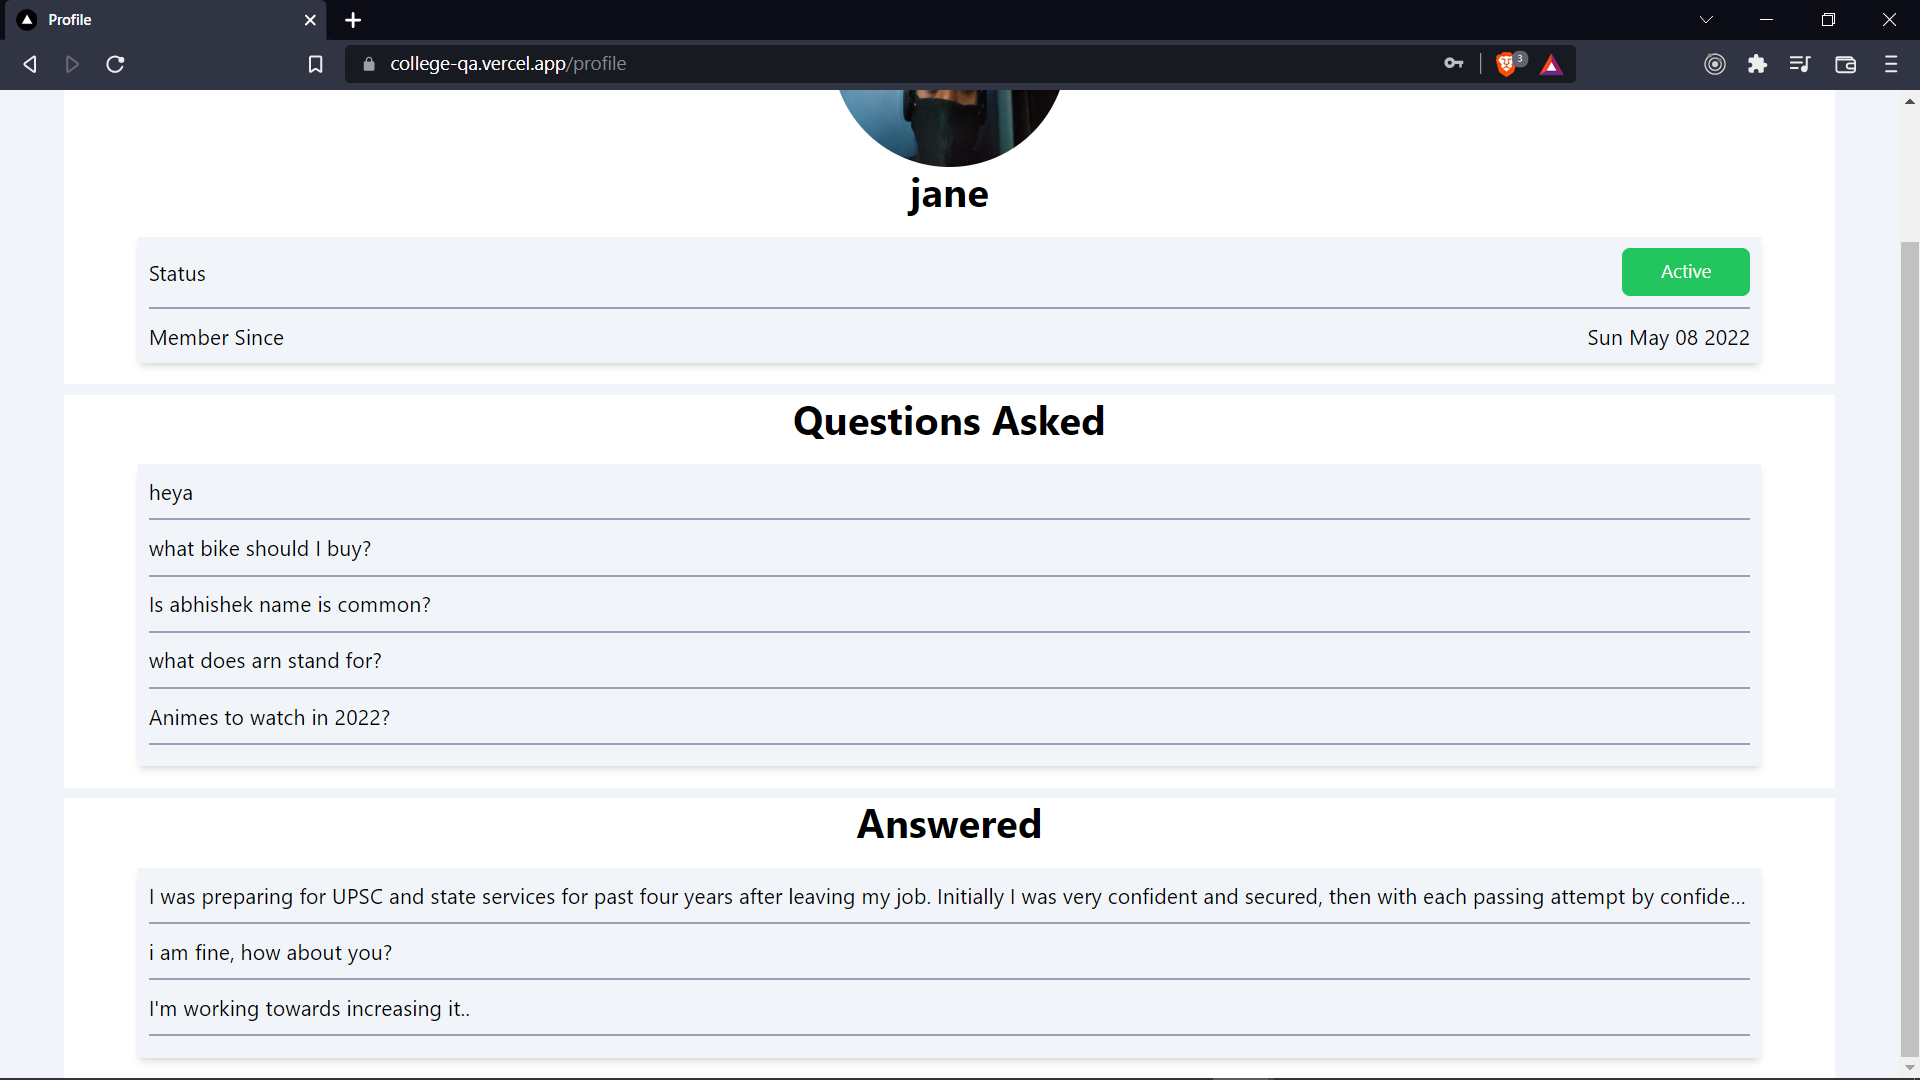 Profile
college-qa.vercel.app/profile
3
jane
Status
Active
Member Since
Sun May 08 2022
Questions Asked
heya
what bike should I buy?
Is abhishek name is common?
what does arn stand for?
Animes to watch in 2022?
Answered
I was preparing for UPSC and state services for past four years after leaving my job. Initially I was very confident and secured, then with each passing attempt by confide...
i am fine, how about you?
I'm working towards increasing it..